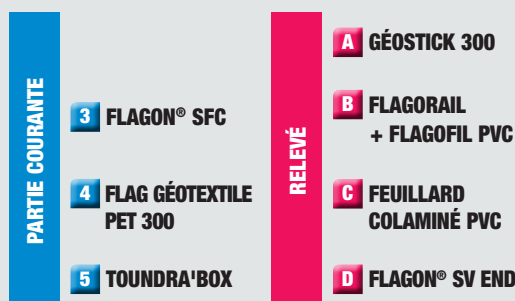 PARTIE COURANTE
3 FLAGON® SFC
4 FLAG GÉOTEXTILE
PET 300
5 TOUNDRA'BOX
RELEVÉ
A GÉOSTICK 300
B FLAGORAIL
+ FLAGOFIL PVC
C FEUILLARD
COLAMINÉ PVC
D FLAGON® SV END